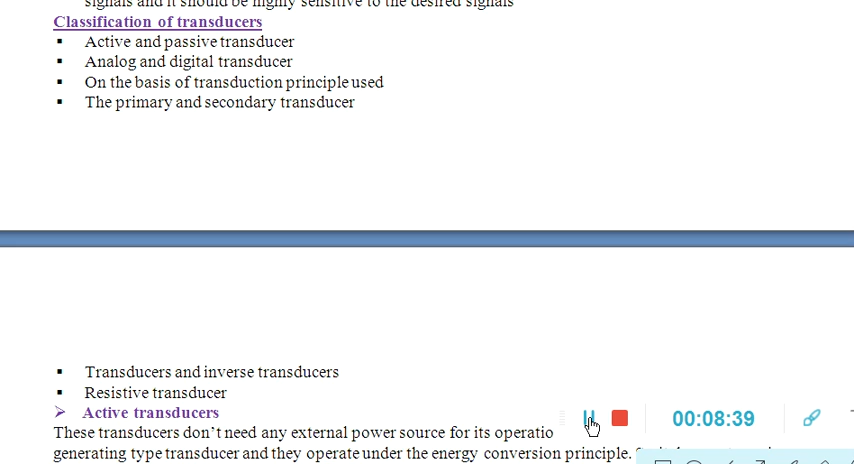 signals and it should be highly sensitive to the desired signals
Classification of transducers
▪ Active and passive transducer
▪ Analog and digital transducer
▪ On the basis of transduction principle used
▪ The primary and secondary transducer
▪ Transducers and inverse transducers
▪ Resistive transducer
➢ Active transducers
These transducers don't need any external power source for its operatio
00:08:39
generating type transducer and they operate under the energy conversion principle.